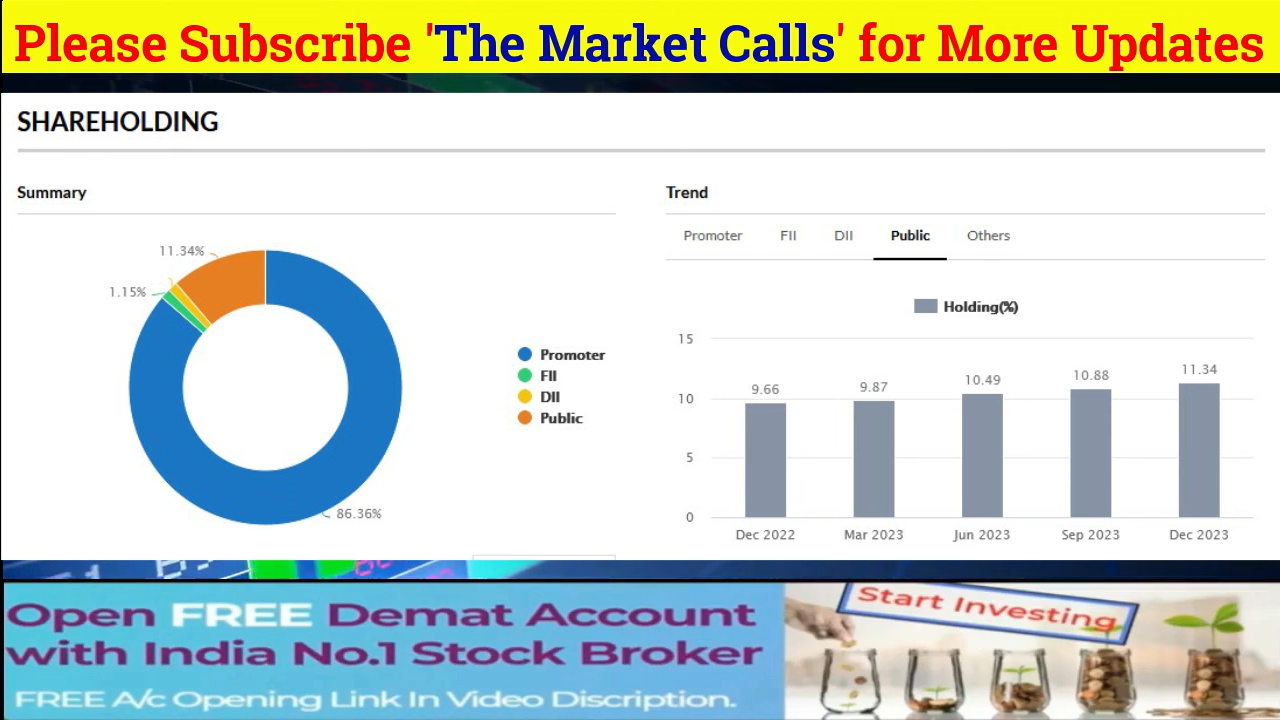 Please Subscribe 'The Market Calls' for More Updates
SHAREHOLDING
Summary
11.34%
1.15%
86.36%
Promoter
FII
DII
Public
Trend
Promoter FII DII Public Others
Holding(%)
15
10
5
0
9.66
9.87
10.49
10.88
11.34
Dec 2022
Mar 2023
Jun 2023
Sep 2023
Dec 2023
Open FREE Demat Account
with India No.1 Stock Broker
FREE A/c Opening Link In Video Discription.
Start Investing